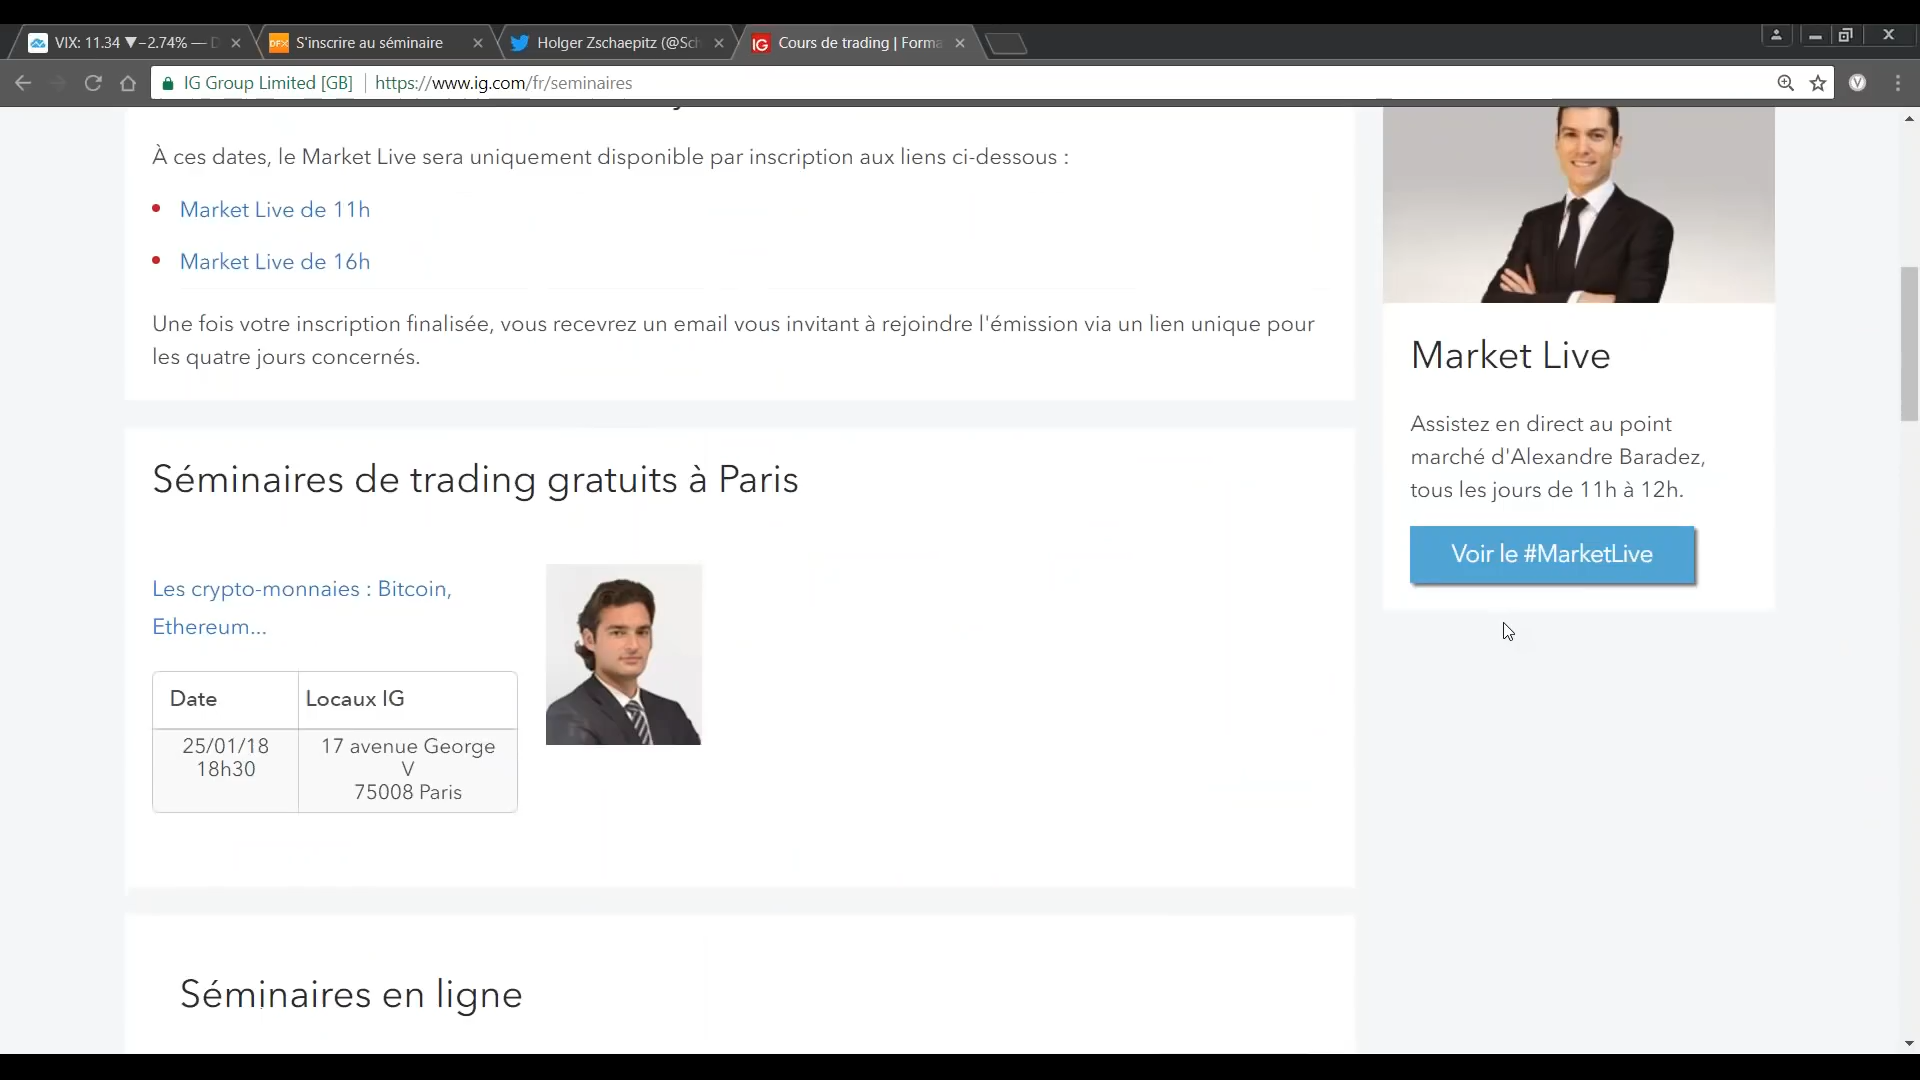 VIX: 11.34 ▼−2.74% —
DFX S'inscrire au séminaire
Holger Zschaepitz (@Sch
IG Cours de trading | Forma
IG Group Limited [GB] https://www.ig.com/fr/seminaires
V
À ces dates, le Market Live sera uniquement disponible par inscription aux liens ci-dessous :
• Market Live de 11h
• Market Live de 16h
Une fois votre inscription finalisée, vous recevrez un email vous invitant à rejoindre l'émission via un lien unique pour
les quatre jours concernés.
Séminaires de trading gratuits à Paris
Les crypto-monnaies : Bitcoin,
Ethereum...
Date Locaux IG
25/01/18 17 avenue George
18h30 V
75008 Paris
Séminaires en ligne
Market Live
Assistez en direct au point
marché d'Alexandre Baradez,
tous les jours de 11h à 12h.
Voir le #MarketLive